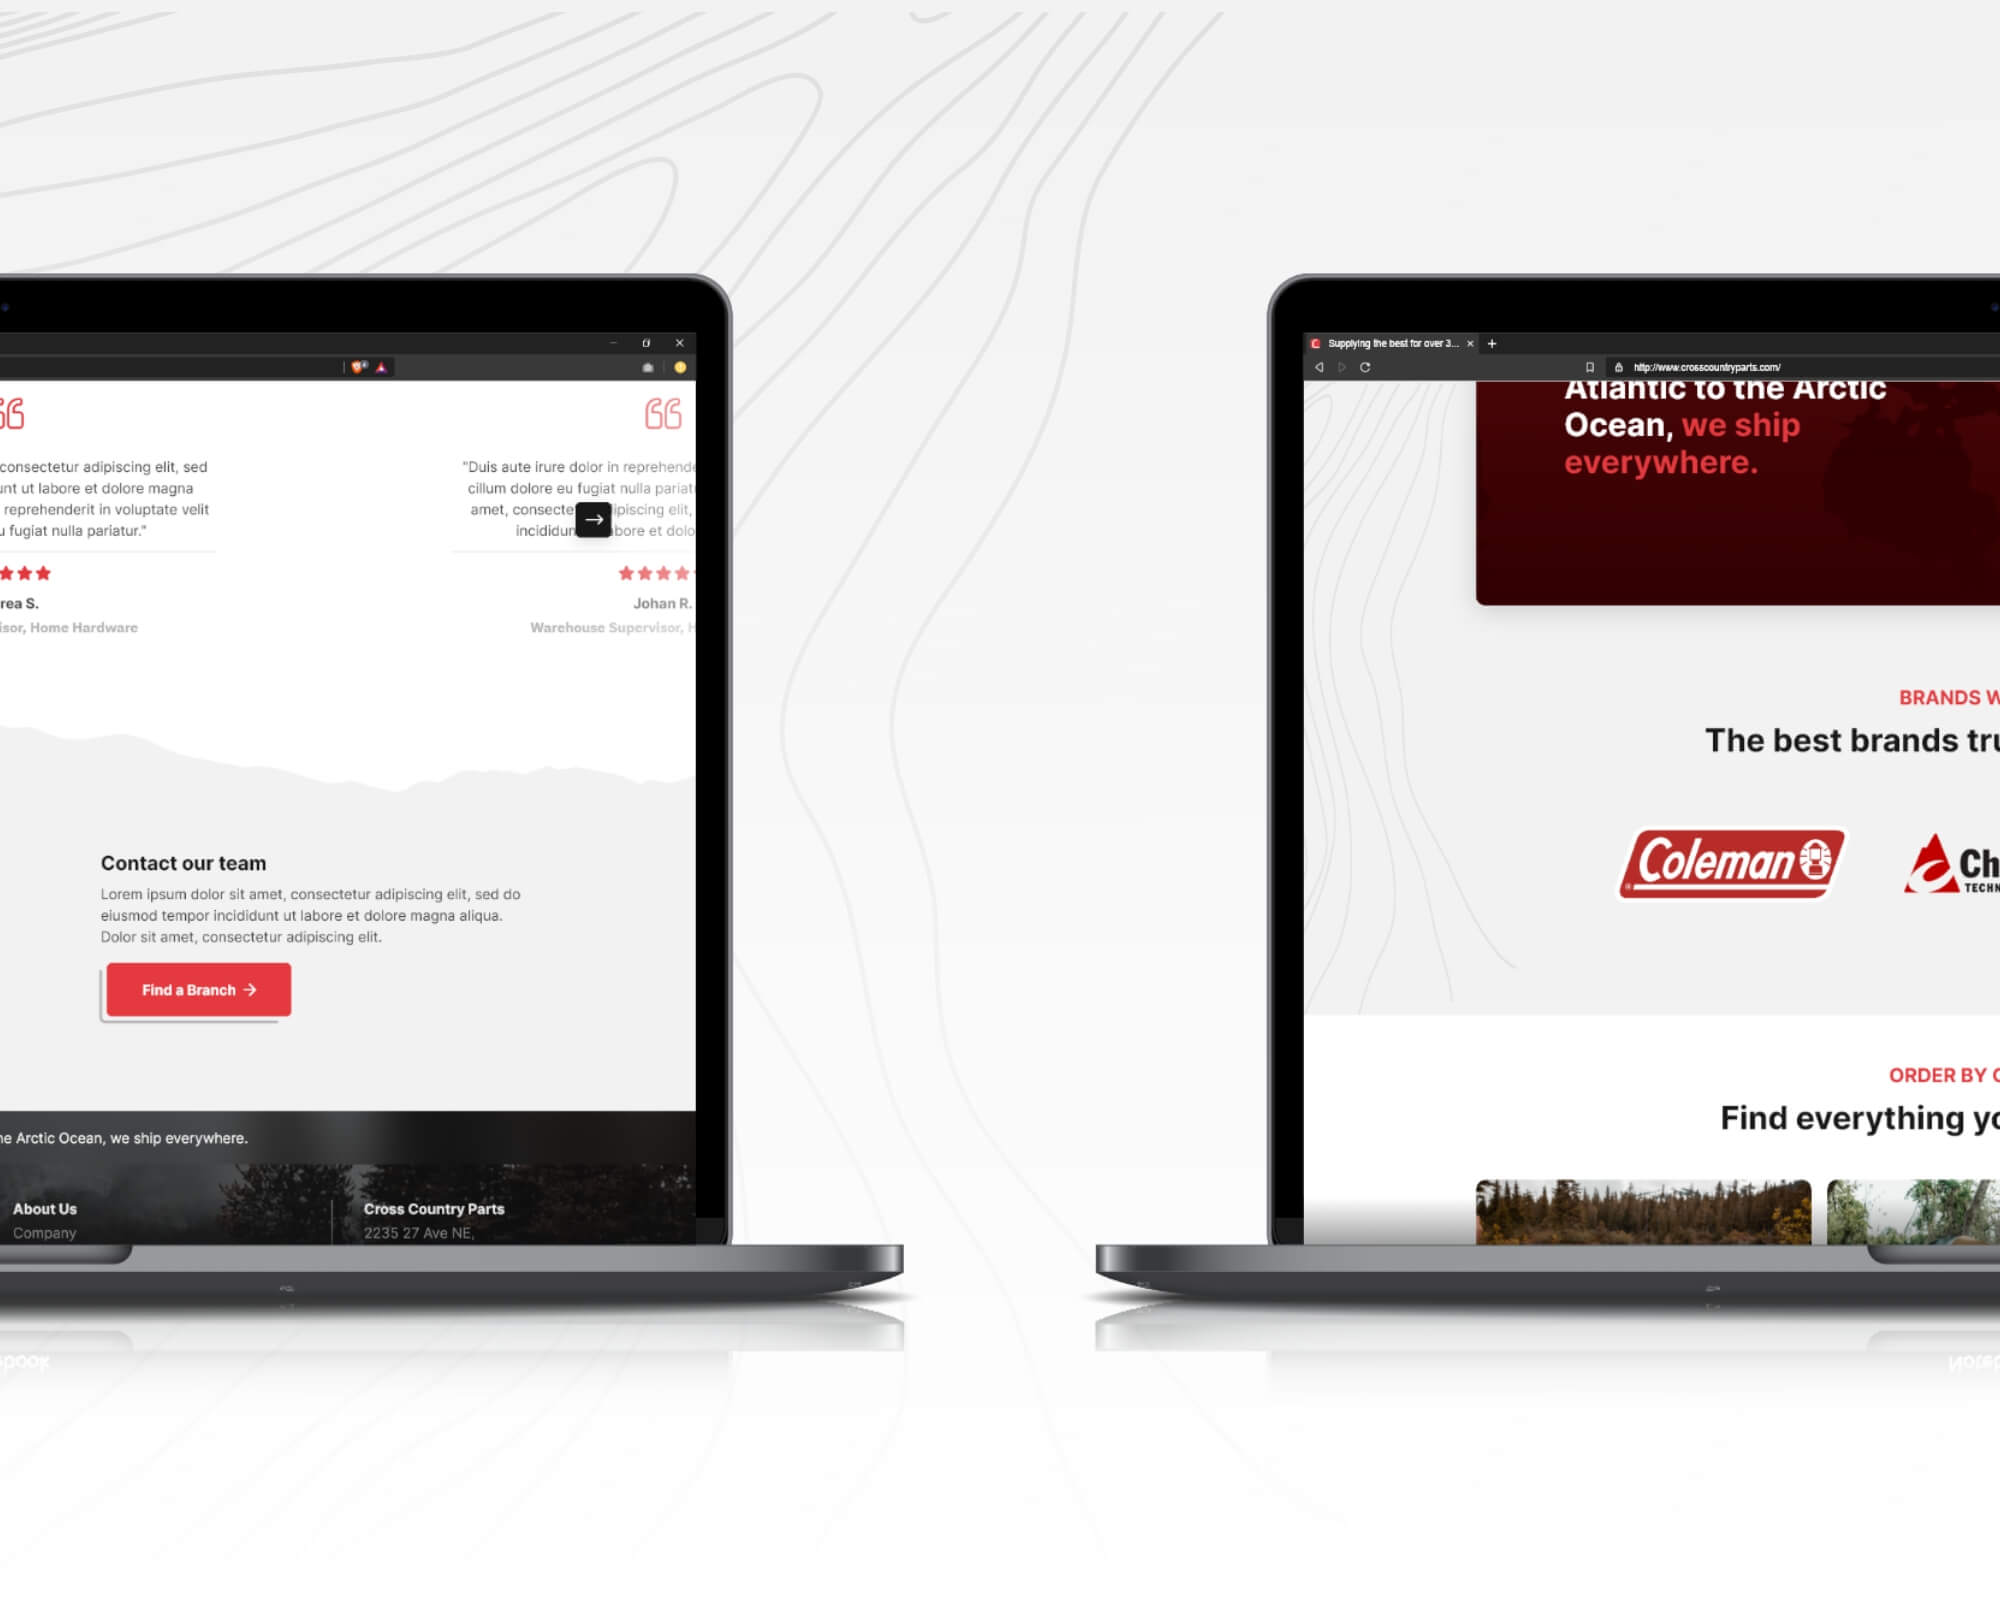 consectetur adipiscing elit, sed
unt ut labore et dolore magna
reprehenderit in voluptate velit
u fugiat nulla pariatur."
rea S.
isor, Home Hardware
"Duis aute irure dolor in reprehende
cillum dolore eu fugiat nulla pariat
amet, consecte ipiscing elit,
incididun bore et dolo
Johan R.
Warehouse Supervisor, H
Contact our team
Lorem ipsum dolor sit amet, consectetur adipiscing elit, sed do
eiusmod tempor incididunt ut labore et dolore magna aliqua.
Dolor sit amet, consectetur adipiscing elit.
Find a Branch
he Arctic Ocean, we ship everywhere.
About Us
Company
Cross Country Parts
2235 27 Ave NE,
Supplying the best for over 3...
http://www.crosscountryparts.com/
Atlantic to the Arctic
Ocean, we ship
everywhere.
BRANDS W
The best brands tru
Coleman
Ch
TECHN
ORDER BY C
Find everything yo